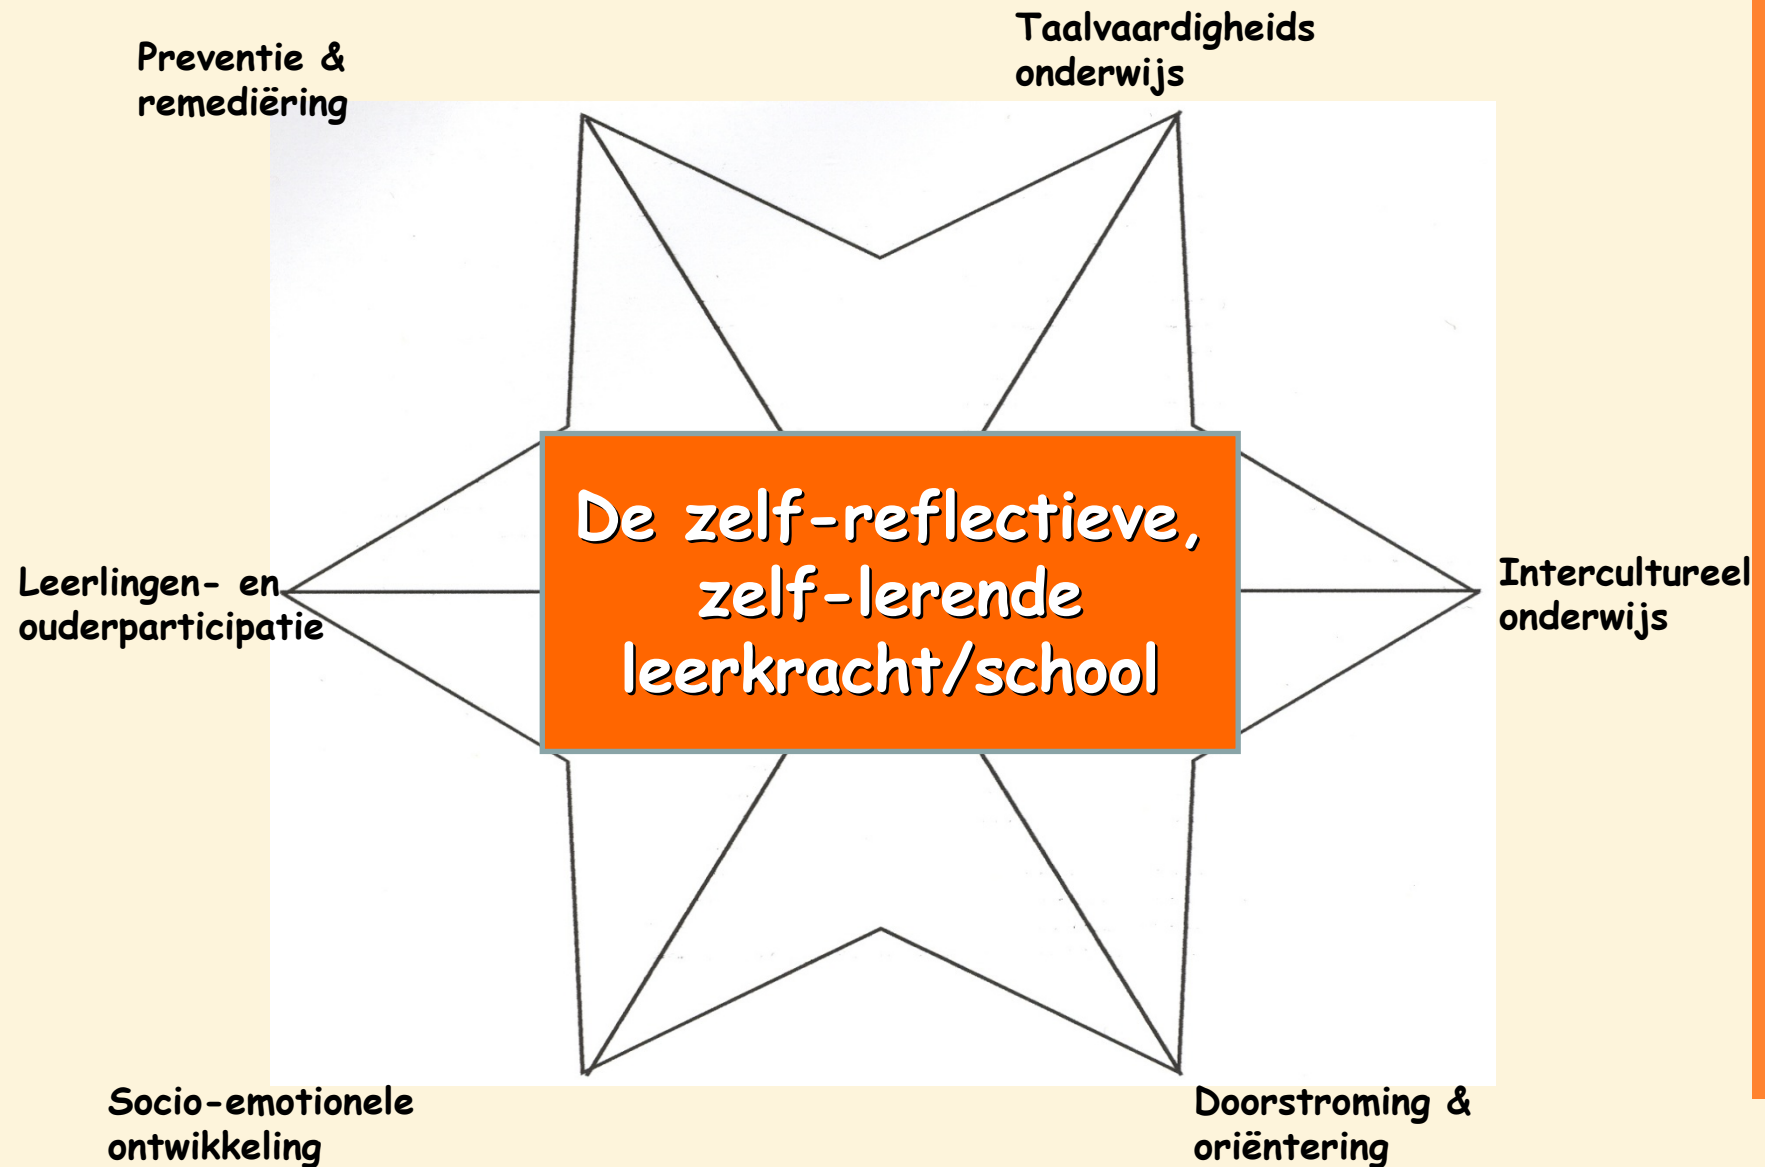 Preventie &
remediëring
Taalvaardigheids
onderwijs
De zelf-reflectieve,
zelf-lerende
leerkracht/school
Leerlingen- en
ouderparticipatie
Intercultureel
onderwijs
Socio-emotionele
ontwikkeling
Doorstroming &
oriëntering